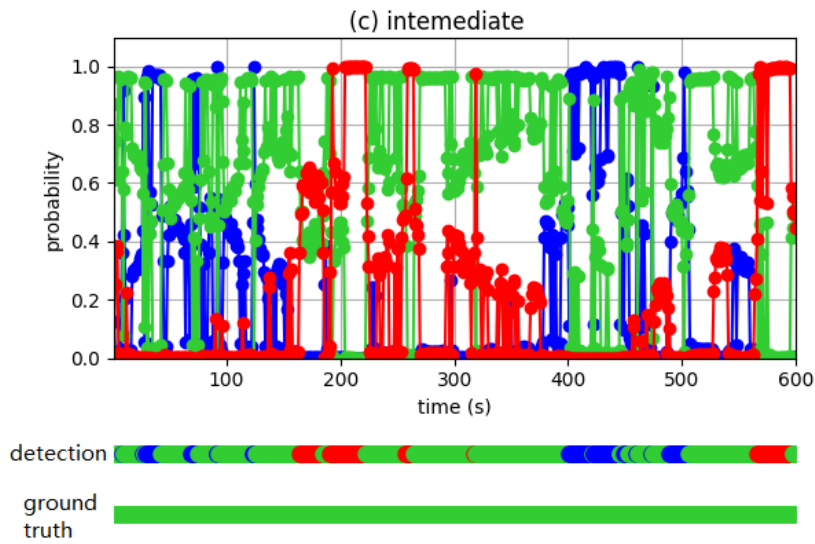 (c) intemediate
1.0
0.8
0.6
0.4
0.2
0.0
probability
100
200
300
400
500
600
time (s)
detection
ground
truth